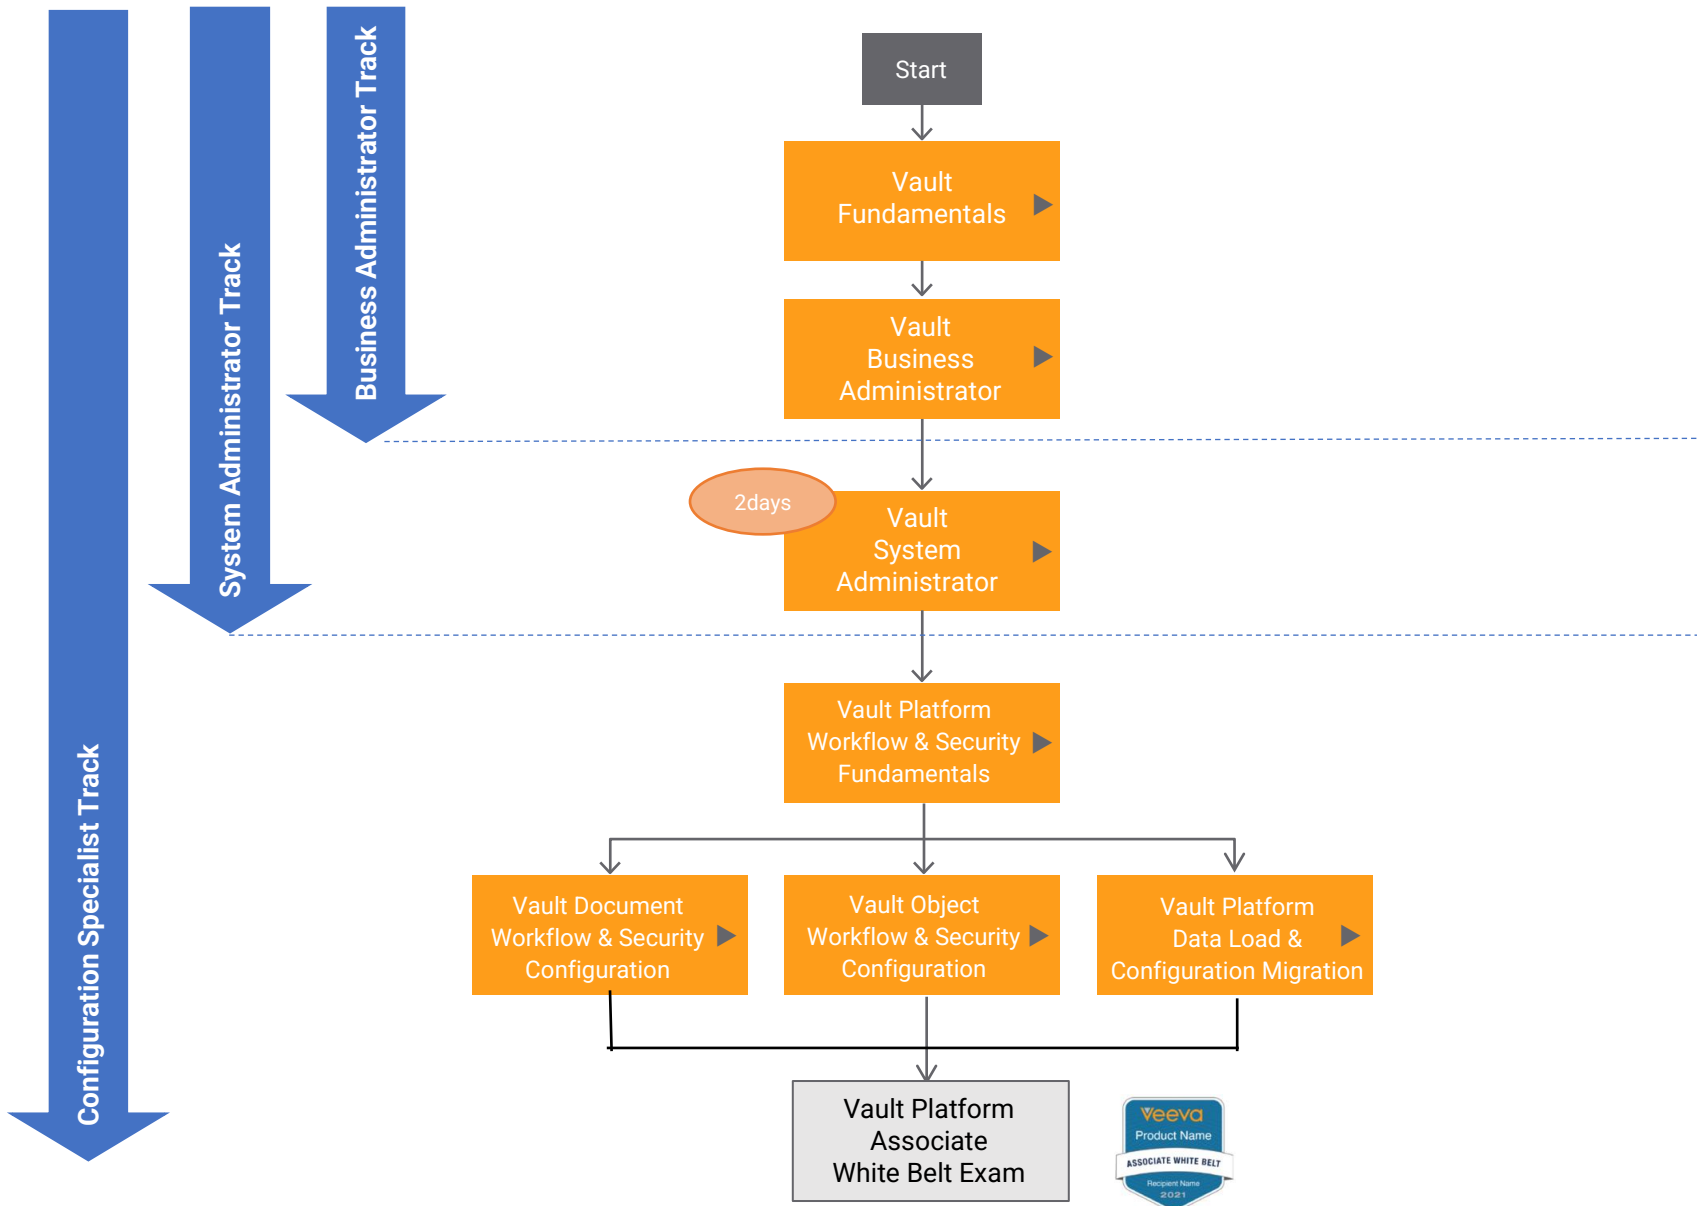 Configuration Specialist Track
System Administrator Track
Business Administrator Track
Start
Vault
Fundamentals
Vault
Business
Administrator
2days
Vault
System
Administrator
Vault Platform
Workflow & Security
Fundamentals
Vault Document
Workflow & Security
Configuration
Vault Object
Workflow & Security
Configuration
Vault Platform
Data Load &
Configuration Migration
Vault Platform
Associate
White Belt Exam
Veeva
Product Name
ASSOCIATE WHITE BELT
Recipient Name
2021